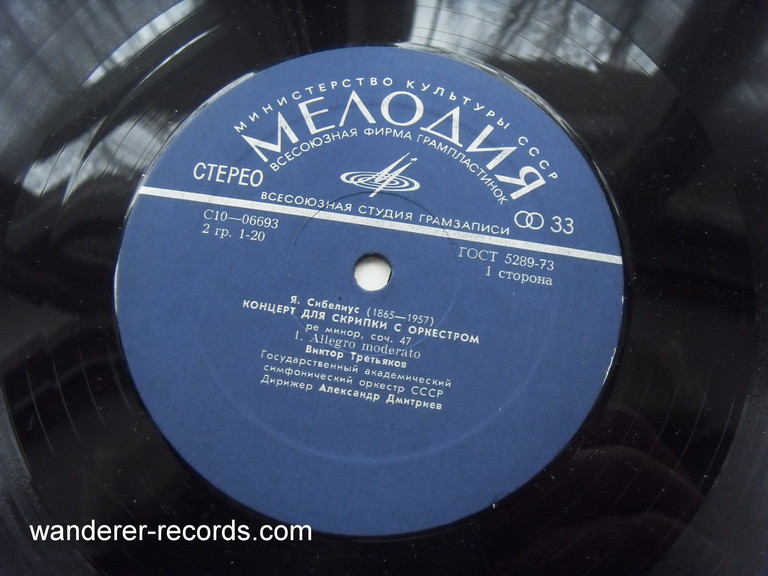 МИНИСТЕРСТВО КУЛЬТУРЫ СССР
МЕЛОДИЯ
ВСЕСОЮЗНАЯ ФИРМА ГРАМПЛАСТИНОК
СТЕРЕО
33
ВСЕСОЮЗНАЯ СТУДИЯ ГРАМЗАПИСИ
С10—06693
2 гр. 1-20
ГОСТ 5289-73
1 сторона
Я. Сибелиус (1865—1957)
КОНЦЕРТ ДЛЯ СКРИПКИ С ОРКЕСТРОМ
ре минор, соч. 47
1. Allegro moderato
Виктор Третьяков
Государственный академический
симфонический оркестр СССР
Дирижер Александр Дмитриев
wanderer-records.com